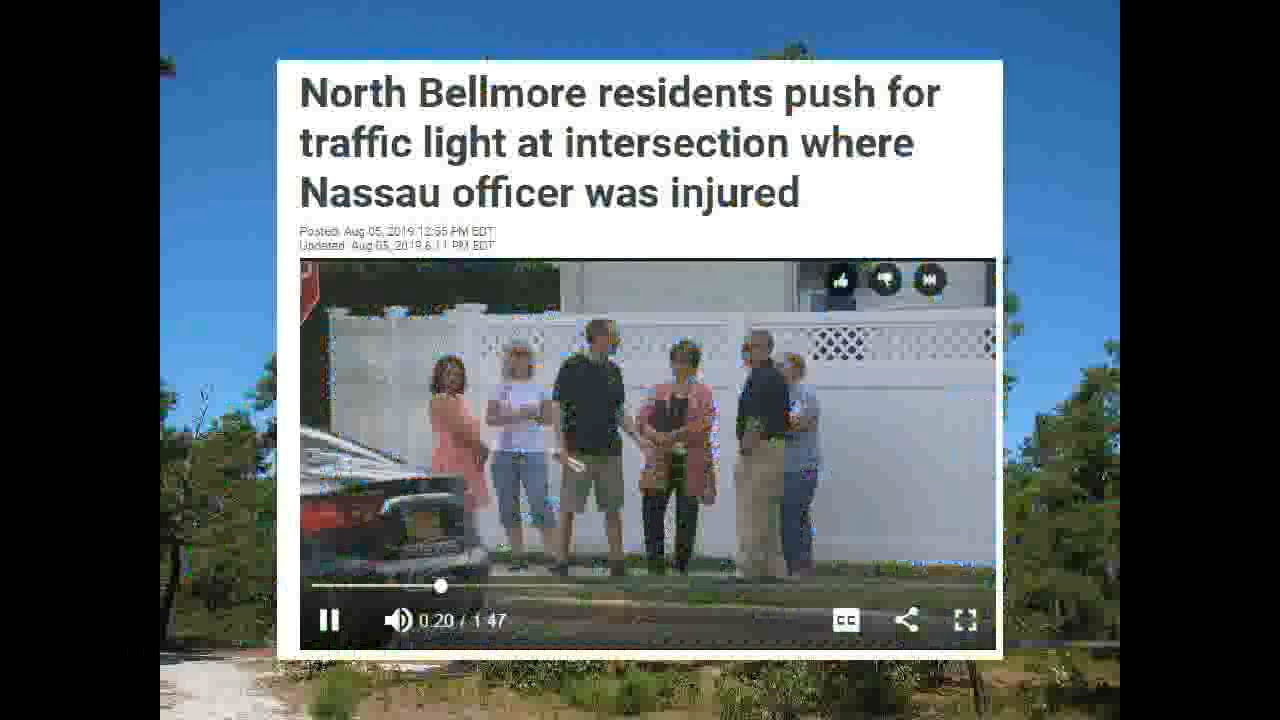 North Bellmore residents push for
traffic light at intersection where
Nassau officer was injured
Posted: Aug 05, 2019 12:55 PM EDT
Updated: Aug 05, 2019 6:11 PM EDT
0:20 / 1:47
CC